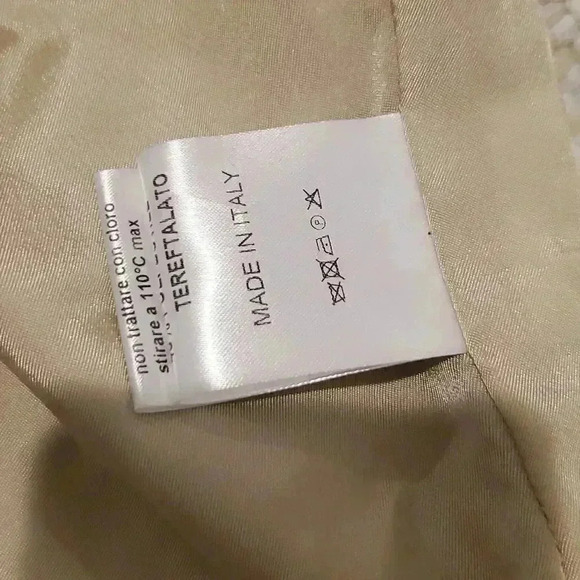 MADE IN ITALY
P
TEREFTALATO
non trattare con cloro
stirare a 110°C max